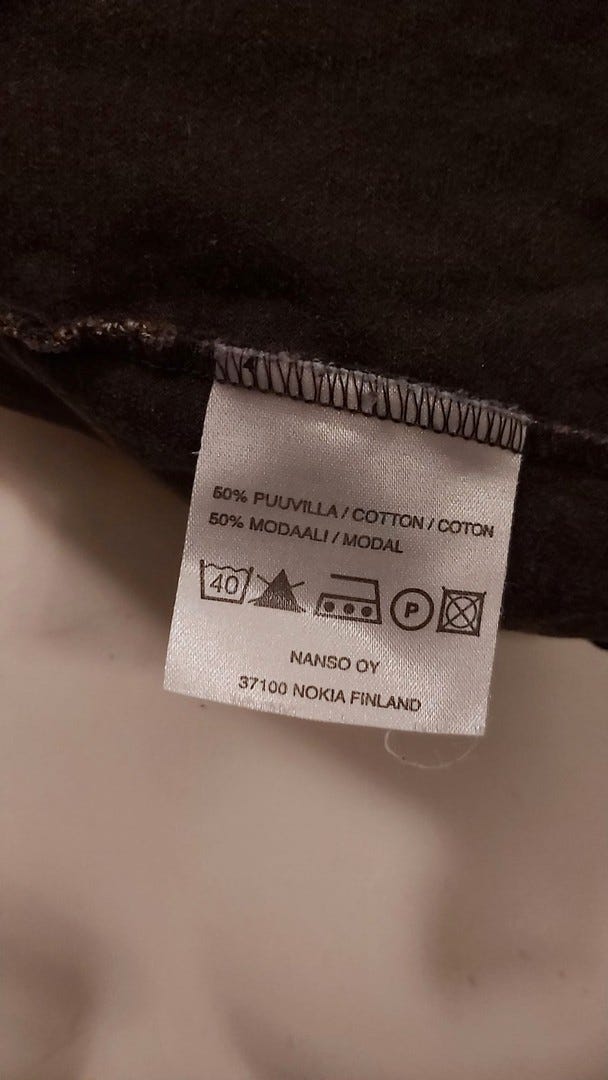 50% PUUVILLA / COTTON / COTON
50% MODAALI / MODAL
40 P
NANSO OY
37100 NOKIA FINLAND